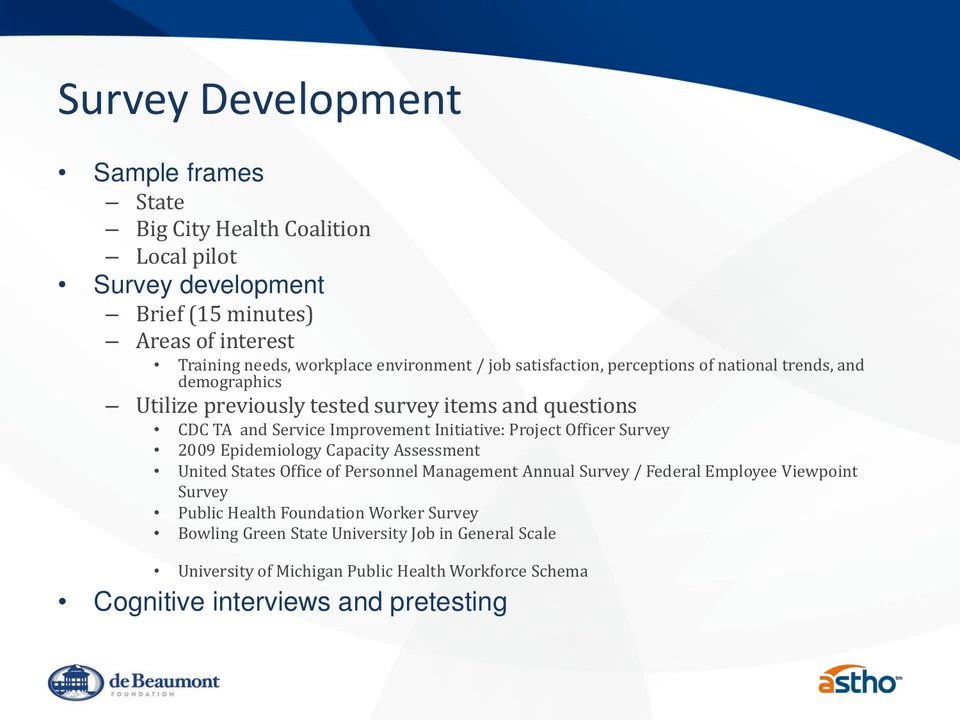 Survey Development
• Sample frames
– State
– Big City Health Coalition
– Local pilot
• Survey development
– Brief (15 minutes)
– Areas of interest
• Training needs, workplace environment / job satisfaction, perceptions of national trends, and
demographics
– Utilize previously tested survey items and questions
• CDC TA and Service Improvement Initiative: Project Officer Survey
• 2009 Epidemiology Capacity Assessment
• United States Office of Personnel Management Annual Survey / Federal Employee Viewpoint
Survey
• Public Health Foundation Worker Survey
• Bowling Green State University Job in General Scale
• University of Michigan Public Health Workforce Schema
• Cognitive interviews and pretesting
de Beaumont
FOUNDATION
astho™